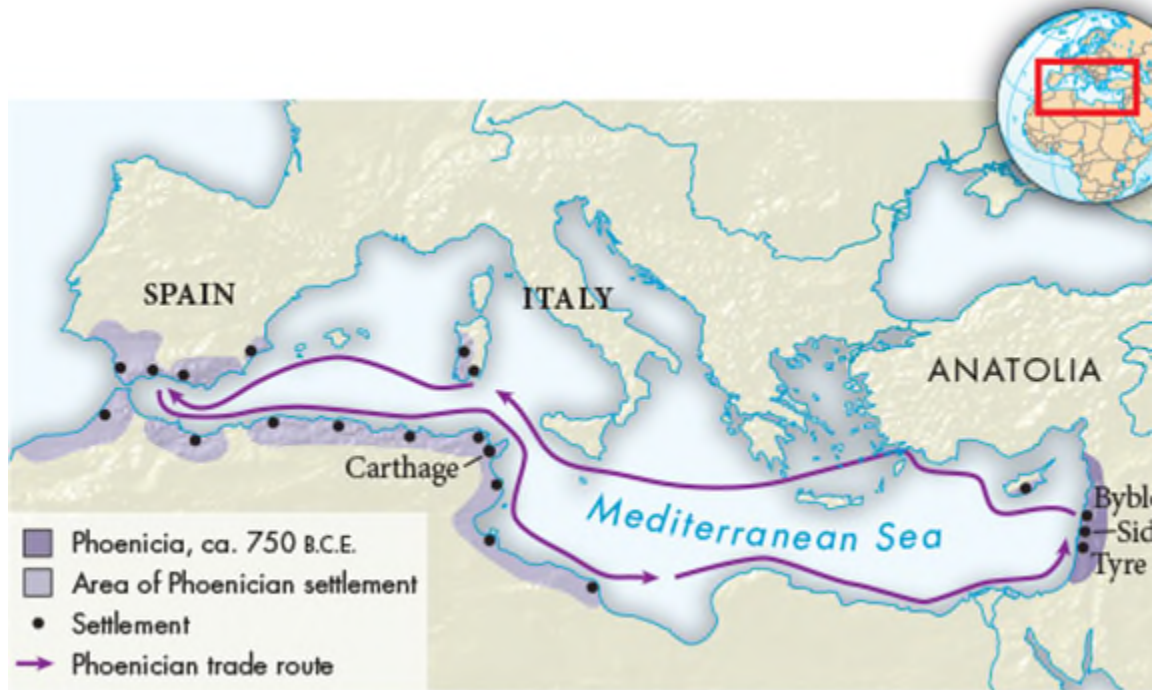 SPAIN
ITALY
ANATOLIA
Carthage
Mediterranean Sea
Byblo
Sid
Tyre
Phoenicia, ca. 750 B.C.E.
Area of Phoenician settlement
Settlement
Phoenician trade route